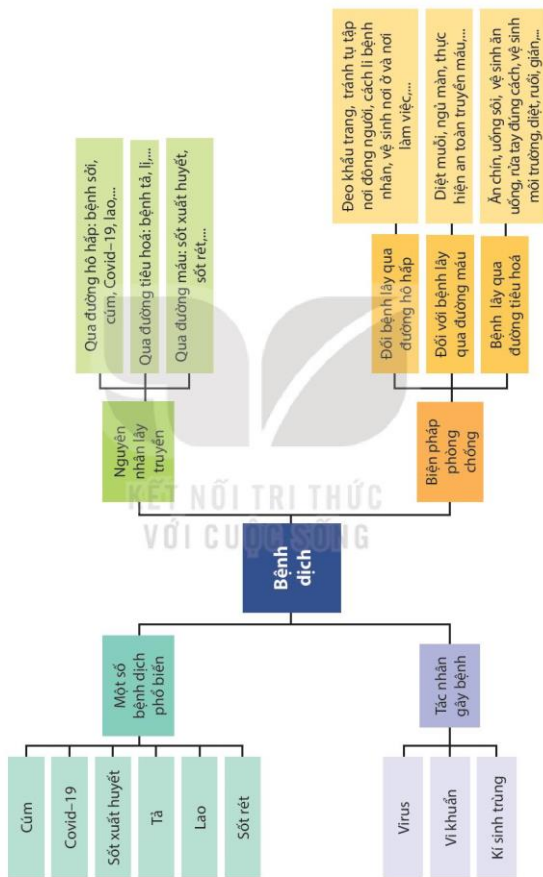 Bệnh
dịch
Một số
bệnh dịch
phổ biến
Cúm
Covid–19
Sốt xuất huyết
Tả
Lao
Sốt rét
Tác nhân
gây bệnh
Virus
Vi khuẩn
Kí sinh trùng
Nguyên
nhân lây
truyền
Qua đường hô hấp: bệnh sởi,
cúm, Covid–19, lao,...
Qua đường tiêu hoá: bệnh tả, lị,...
Qua đường máu: sốt xuất huyết,
sốt rét,...
Biện pháp
phòng
chống
Đối bệnh lây qua
đường hô hấp
Đeo khẩu trang, tránh tụ tập
nơi đông người, cách li bệnh
nhân, vệ sinh nơi ở và nơi
làm việc,...
Đối với bệnh lây
qua đường máu
Diệt muỗi, ngủ màn, thực
hiện an toàn truyền máu,...
Bệnh lây qua
đường tiêu hoá
Ăn chín, uống sôi, vệ sinh ăn
uống, rửa tay đúng cách, vệ sinh
môi trường, diệt, ruồi, gián,...
KẾT NỐI TRI THỨC
VỚI CUỘC SỐNG